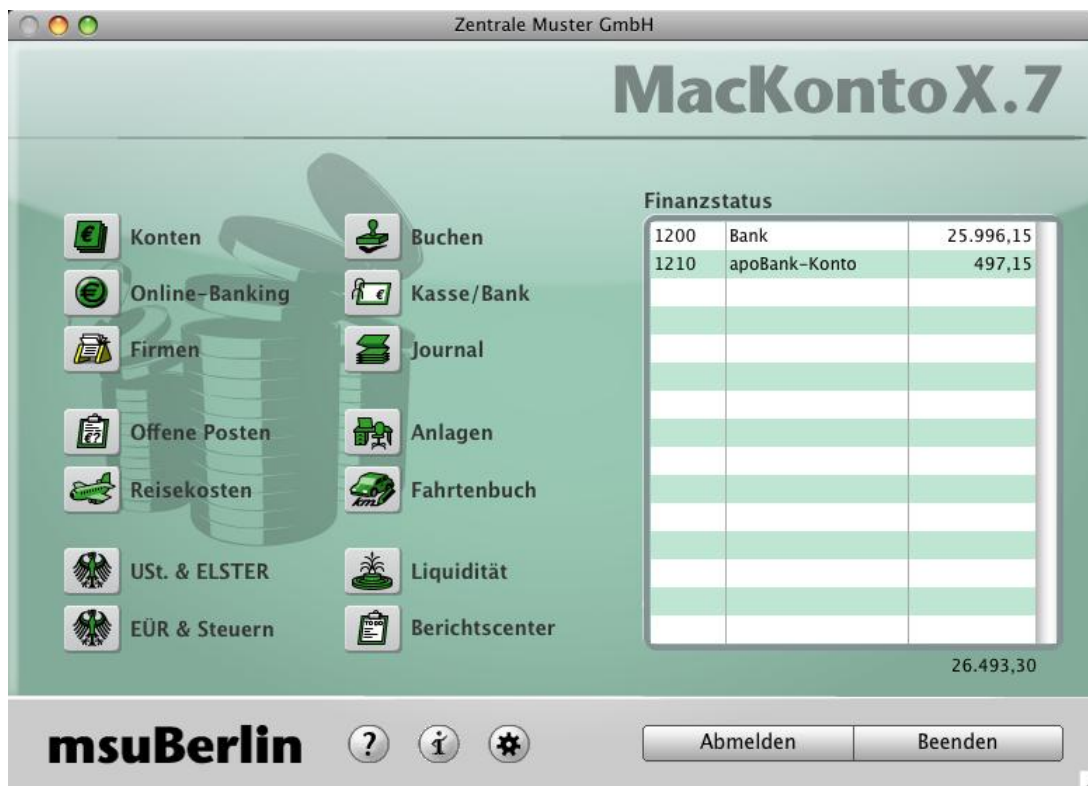 Zentrale Muster GmbH
MacKontoX.7
Konten
Buchen
Online-Banking
Kasse/Bank
Firmen
Journal
Offene Posten
Anlagen
Reisekosten
Fahrtenbuch
USt. & ELSTER
Liquidität
EÜR & Steuern
Berichtscenter
Finanzstatus
1200 Bank 25.996,15
1210 apoBank-Konto 497,15
26.493,30
msuBerlin ? i
Abmelden Beenden